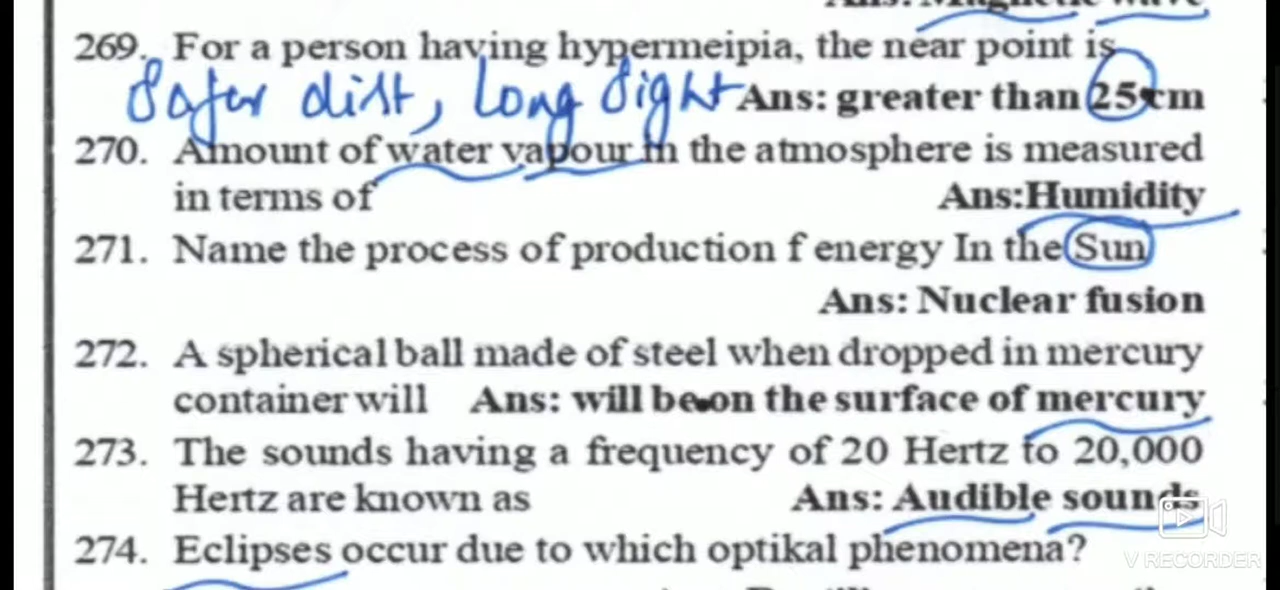 Magnetic wave
269. For a person having hypermeipia, the near point is
Safer dist, Long Sight Ans: greater than 25 cm
270. Amount of water vapour in the atmosphere is measured
in terms of Ans:Humidity
271. Name the process of production f energy In the Sun
Ans: Nuclear fusion
272. A spherical ball made of steel when dropped in mercury
container will Ans: will be on the surface of mercury
273. The sounds having a frequency of 20 Hertz to 20,000
Hertz are known as Ans: Audible sounds
274. Eclipses occur due to which optikal phenomena?
V RECORDER